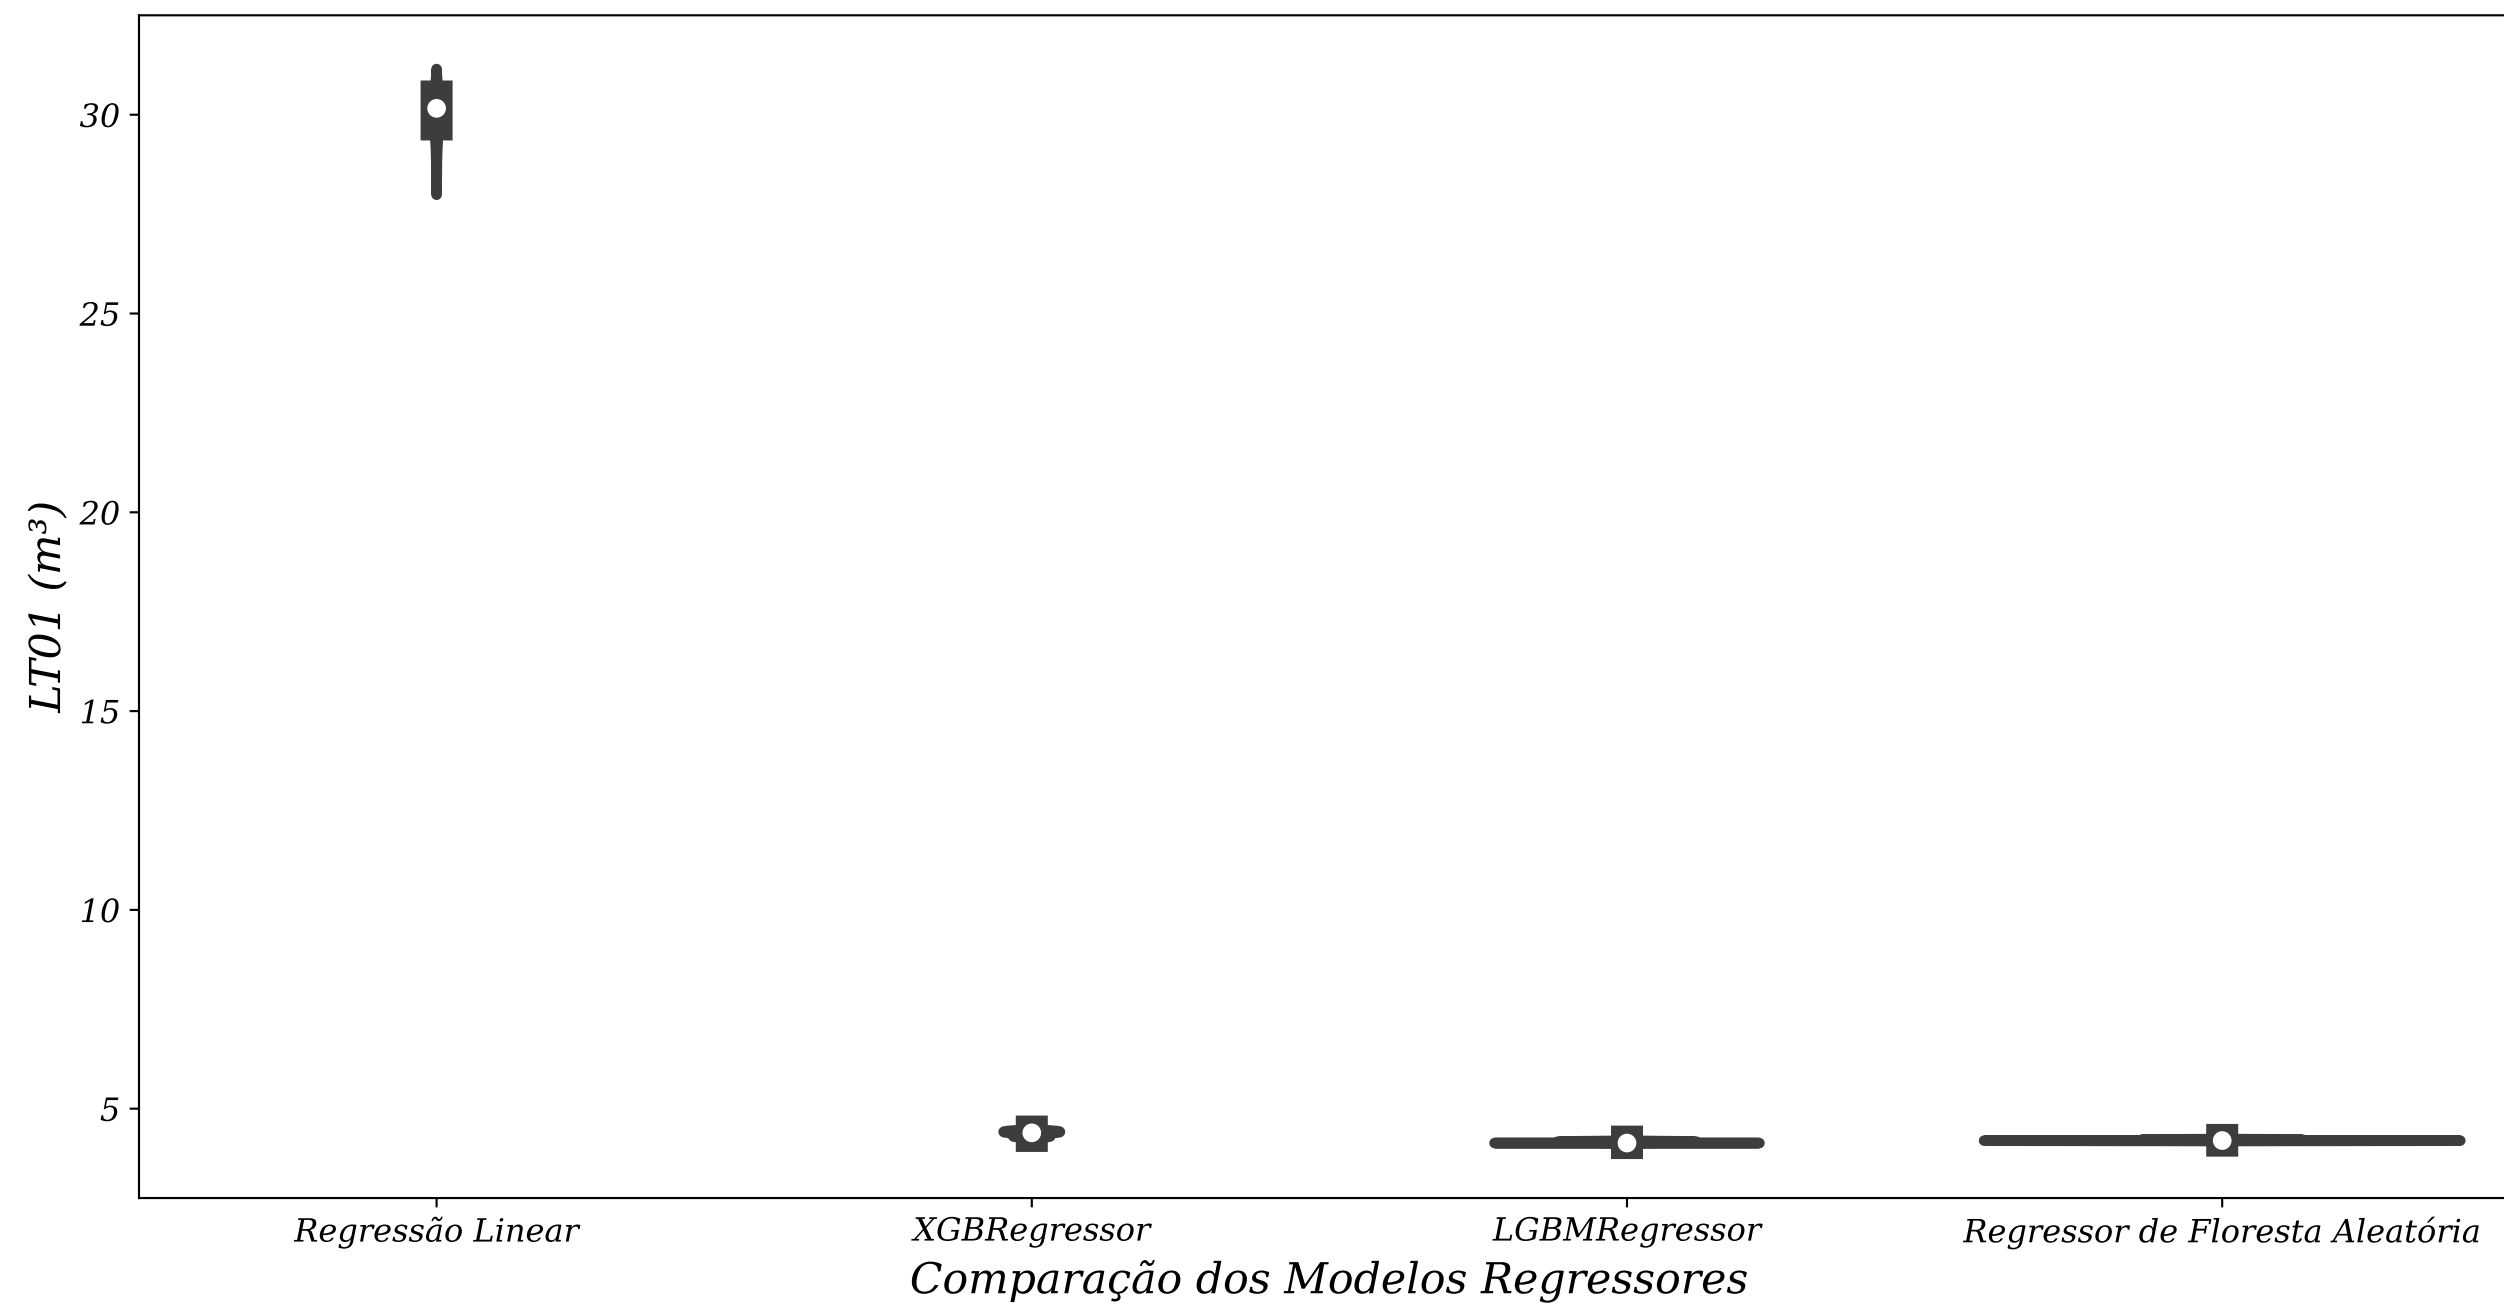 LT01 (m³)
30
25
20
15
10
5
Regressão Linear
XGBRegressor
LGBMRegressor
Regressor de Floresta Aleatória
Comparação dos Modelos Regressores